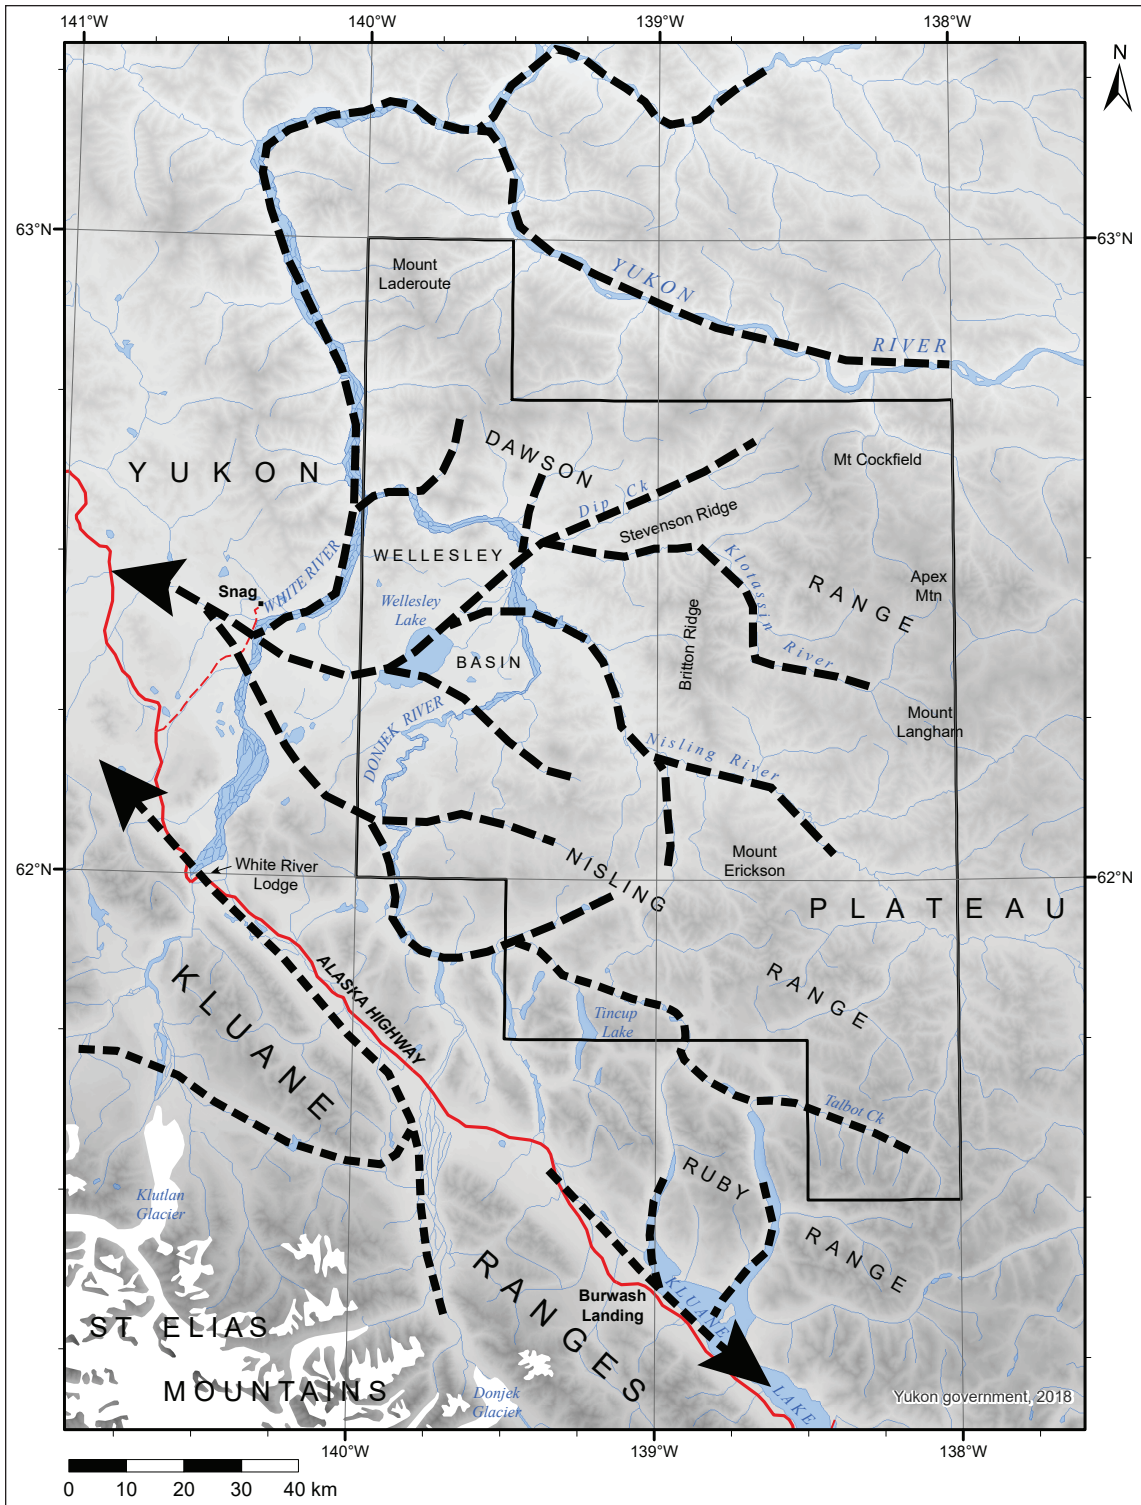 141°W
140°W
139°W
138°W
N
63°N
63°N
Mount
Laderoute
YUKON
RIVER
DAWSON
Mt Cockfield
YUKON
Dip Ck
Stevenson Ridge
WELLESLEY
Klotassin
River
RANGE
Apex
Mtn
Snag
WHITE RIVER
Wellesley
Lake
BASIN
Britton Ridge
Mount
Langham
DONJEK RIVER
Nisling River
62°N
White River
Lodge
NISLING
Mount
Erickson
62°N
PLATEAU
ALASKA HIGHWAY
KLUANE
RANGE
Tincup
Lake
Talbot Ck
RUBY
Klutlan
Glacier
RANGE
RANGES
Burwash
Landing
KLUANE
LAKE
ST ELIAS
MOUNTAINS
Donjek
Glacier
Yukon government, 2018
140°W
139°W
138°W
0 10 20 30 40 km